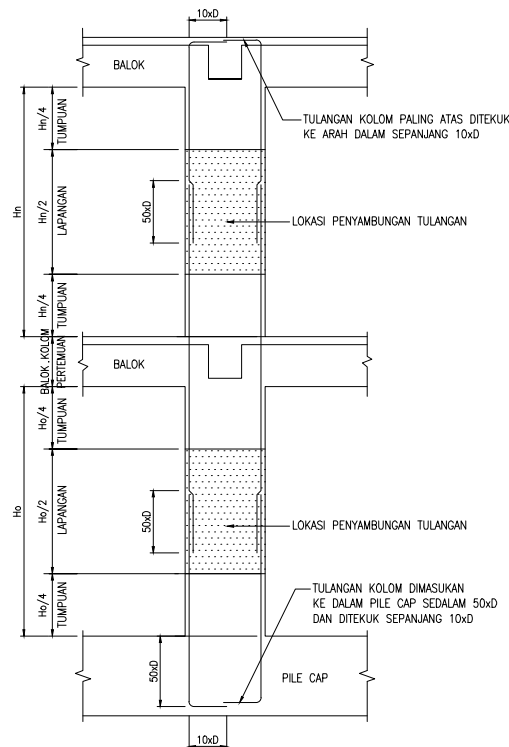 10xD
BALOK
TULANGAN KOLOM PALING ATAS DITEKUK
KE ARAH DALAM SEPANJANG 10xD
Hn/4
TUMPUAN
Hn
Hn/2
LAPANGAN
50xD
LOKASI PENYAMBUNGAN TULANGAN
Hn/4
TUMPUAN
BALOK.KOLOM
PERTEMUAN
BALOK
Ho/4
TUMPUAN
Ho
Ho/2
LAPANGAN
50xD
LOKASI PENYAMBUNGAN TULANGAN
Ho/4
TUMPUAN
TULANGAN KOLOM DIMASUKAN
KE DALAM PILE CAP SEDALAM 50xD
DAN DITEKUK SEPANJANG 10xD
50xD
PILE CAP
10xD